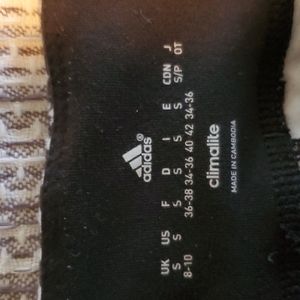 adidas®
UK US F D I E CDN J
S S S S S S S/P OT
8-10 36-38 34-36 40 42 34-36
climalite
MADE IN CAMBODIA